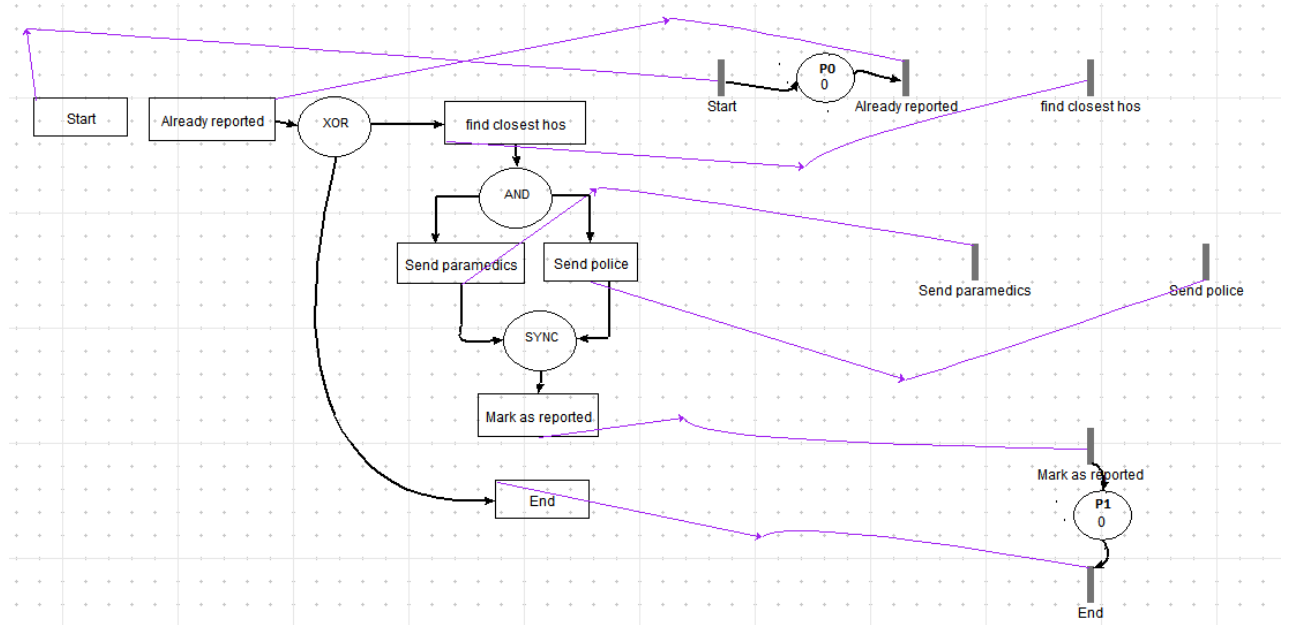 P0
0
Start
Already reported
find closest hos
Start
Already reported
XOR
find closest hos
AND
Send paramedics
Send police
Send paramedics
Send police
SYNC
Mark as reported
Mark as reported
End
P1
0
End